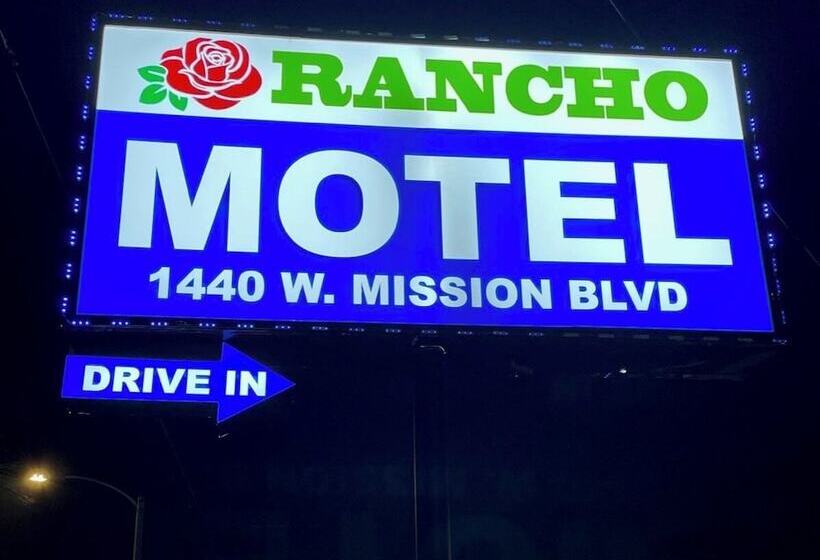 RANCHO
MOTEL
1440 W. MISSION BLVD
DRIVE IN